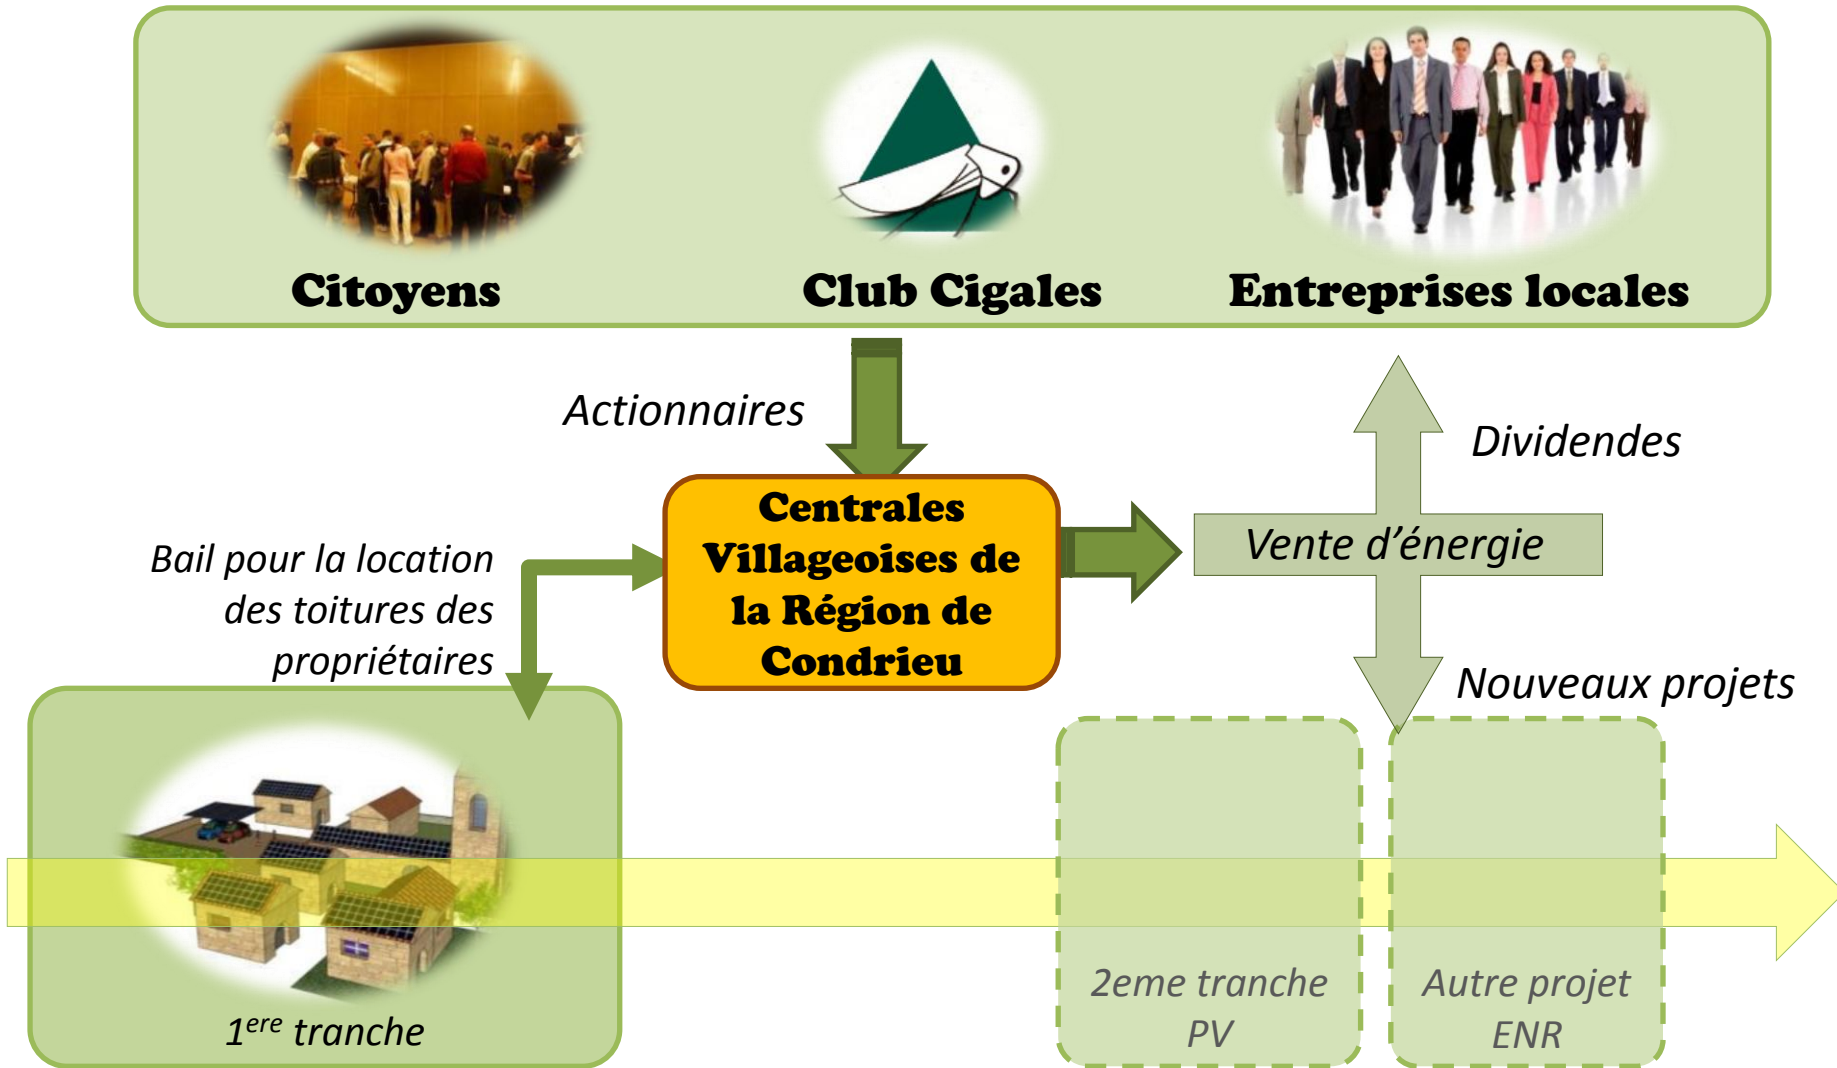 Citoyens
Club Cigales
Entreprises locales
Actionnaires
Dividendes
Centrales
Villageoises de
la Région de
Condrieu
Vente d'énergie
Bail pour la location
des toitures des
propriétaires
Nouveaux projets
1ere tranche
2eme tranche
PV
Autre projet
ENR